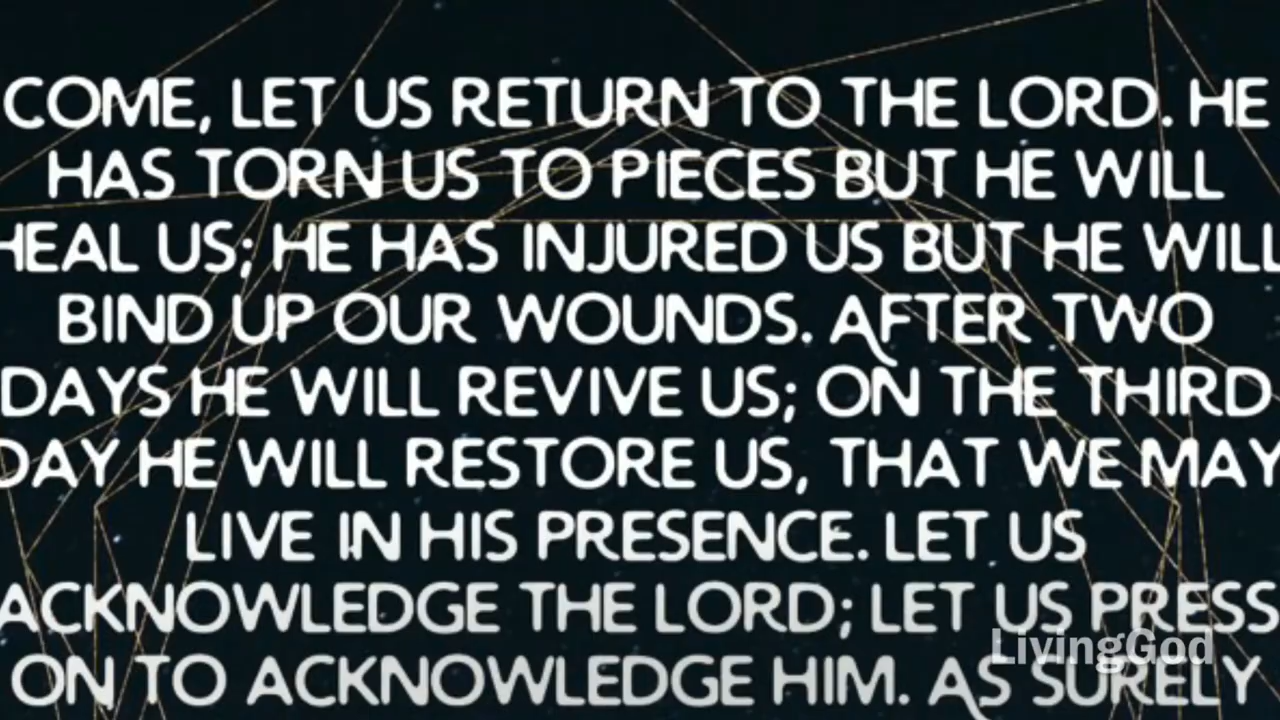 COME, LET US RETURN TO THE LORD. HE
HAS TORN US TO PIECES BUT HE WILL
HEAL US; HE HAS INJURED US BUT HE WILL
BIND UP OUR WOUNDS. AFTER TWO
DAYS HE WILL REVIVE US; ON THE THIRD
DAY HE WILL RESTORE US, THAT WE MAY
LIVE IN HIS PRESENCE. LET US
ACKNOWLEDGE THE LORD; LET US PRESS
ON TO ACKNOWLEDGE HIM. AS SURELY
LivingGod